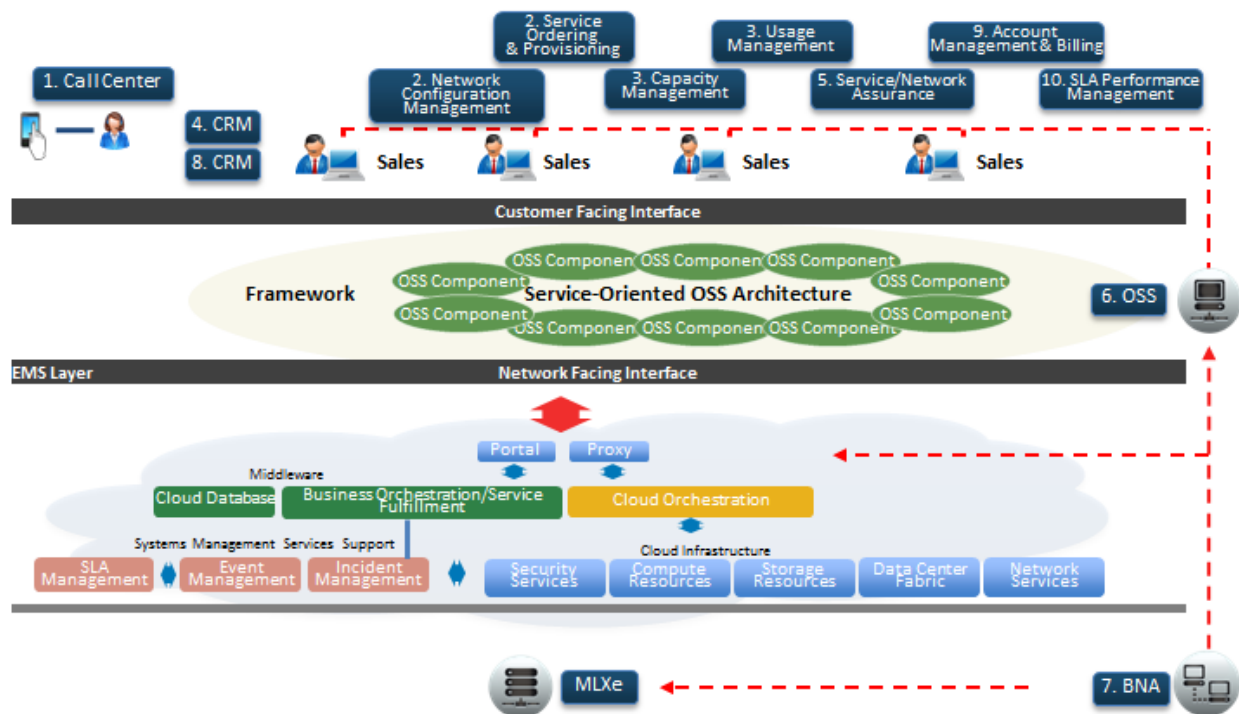 2. Service
Ordering
& Provisioning
3. Usage
Management
9. Account
Management & Billing
1. Call Center
2. Network
Configuration
Management
3. Capacity
Management
5. Service/Network
Assurance
10. SLA Performance
Management
4. CRM
8. CRM
Sales
Sales
Sales
Sales
Customer Facing Interface
OSS Component
OSS Component
OSS Component
OSS Component
OSS Component
Framework
Service-Oriented OSS Architecture
6. OSS
OSS Component
OSS Component
OSS Component
OSS Component
OSS Component
EMS Layer
Network Facing Interface
Portal
Proxy
Middleware
Cloud Database
Business Orchestration/Service
Fulfillment
Cloud Orchestration
Systems Management Services Support
Cloud Infrastructure
SLA
Management
Event
Management
Incident
Management
Security
Services
Compute
Resources
Storage
Resources
Data Center
Fabric
Network
Services
MLXe
7. BNA